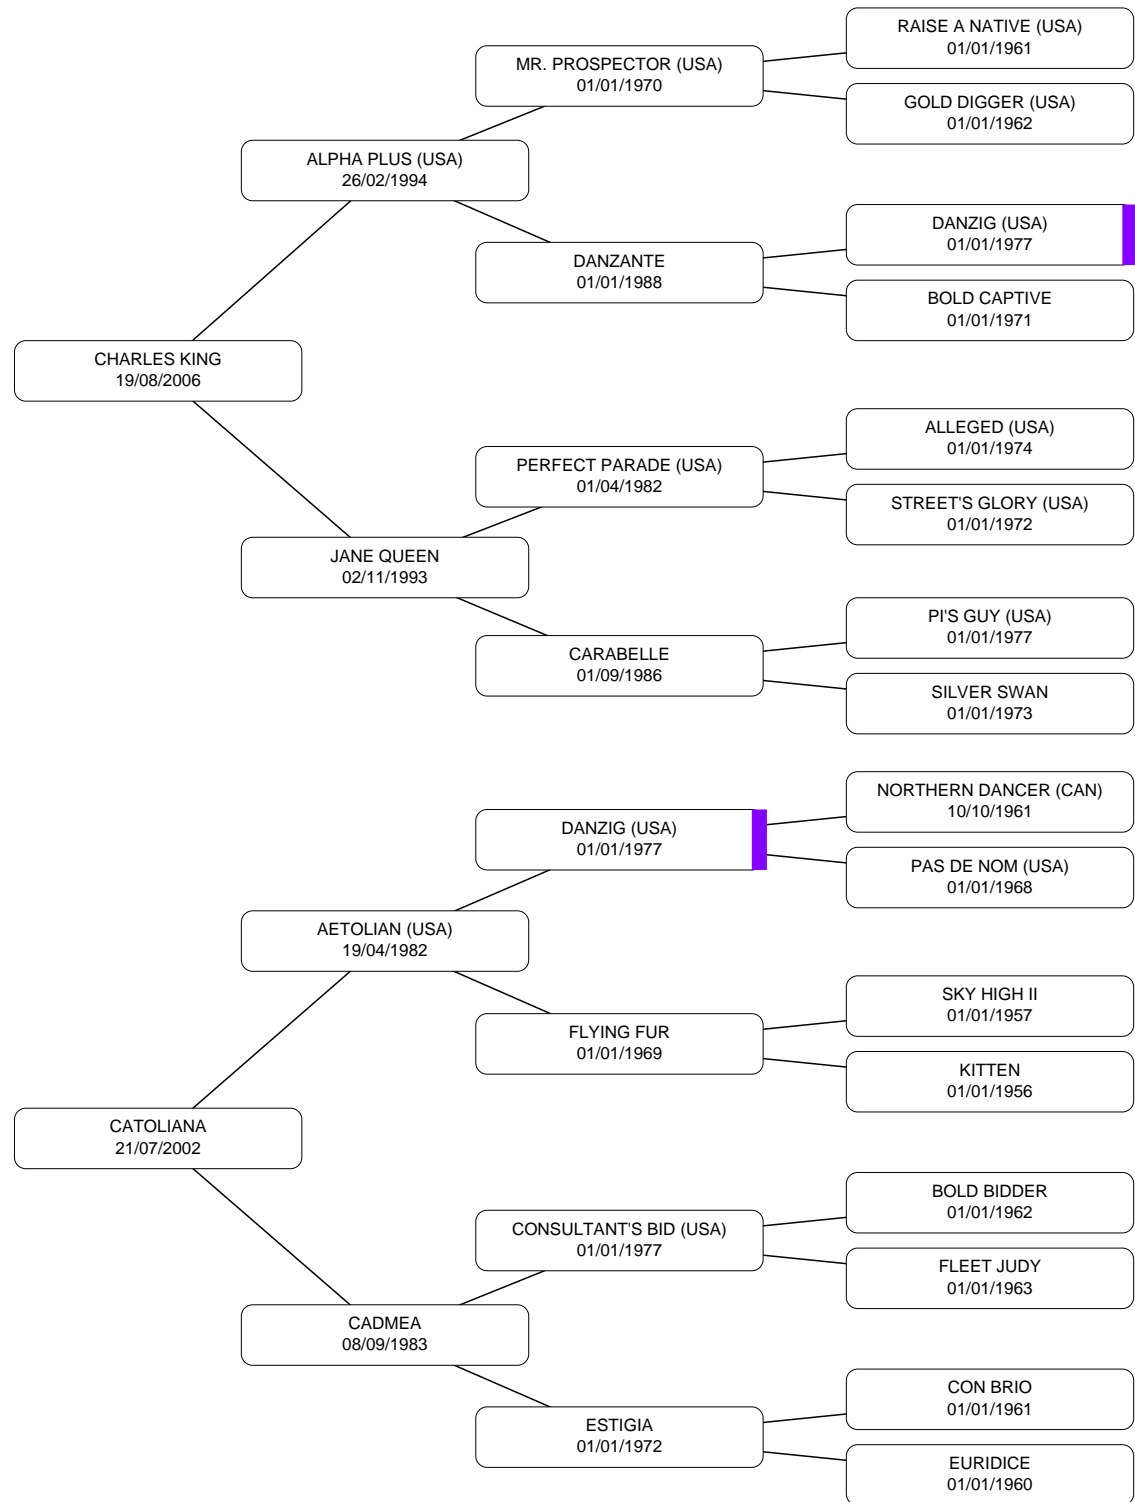 RAISE A NATIVE (USA)
01/01/1961
MR. PROSPECTOR (USA)
01/01/1970
GOLD DIGGER (USA)
01/01/1962
ALPHA PLUS (USA)
26/02/1994
DANZIG (USA)
01/01/1977
DANZANTE
01/01/1988
BOLD CAPTIVE
01/01/1971
CHARLES KING
19/08/2006
ALLEGED (USA)
01/01/1974
PERFECT PARADE (USA)
01/04/1982
STREET'S GLORY (USA)
01/01/1972
JANE QUEEN
02/11/1993
PI'S GUY (USA)
01/01/1977
CARABELLE
01/09/1986
SILVER SWAN
01/01/1973
NORTHERN DANCER (CAN)
10/10/1961
DANZIG (USA)
01/01/1977
PAS DE NOM (USA)
01/01/1968
AETOLIAN (USA)
19/04/1982
SKY HIGH II
01/01/1957
FLYING FUR
01/01/1969
KITTEN
01/01/1956
CATOLIANA
21/07/2002
BOLD BIDDER
01/01/1962
CONSULTANT'S BID (USA)
01/01/1977
FLEET JUDY
01/01/1963
CADMEA
08/09/1983
CON BRIO
01/01/1961
ESTIGIA
01/01/1972
EURIDICE
01/01/1960